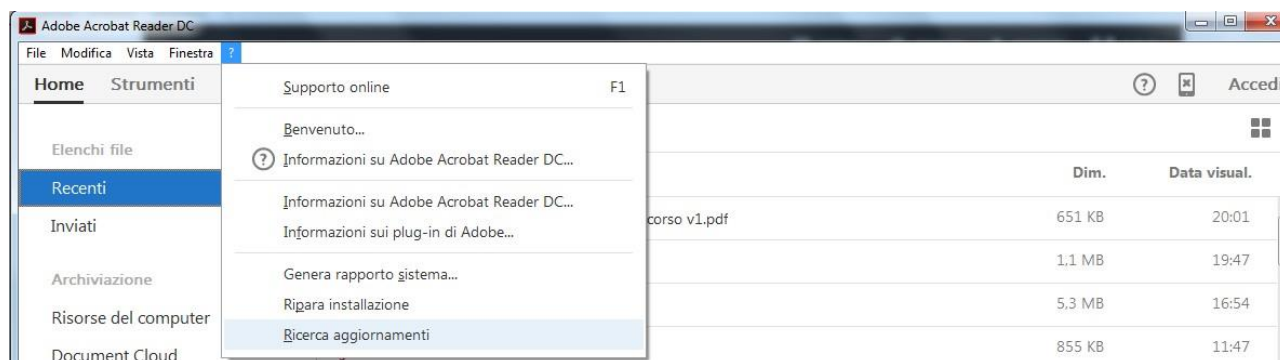 Adobe Acrobat Reader DC
File Modifica Vista Finestra ?
Home Strumenti
Accedi
Supporto online F1
Benvenuto...
Informazioni su Adobe Acrobat Reader DC...
Informazioni su Adobe Acrobat Reader DC...
Informazioni sui plug-in di Adobe...
Genera rapporto sistema...
Ripara installazione
Ricerca aggiornamenti
Elenchi file
Recenti
Inviati
Archiviazione
Risorse del computer
Document Cloud
Dim. Data visual.
corso v1.pdf 651 KB 20:01
1,1 MB 19:47
5,3 MB 16:54
855 KB 11:47